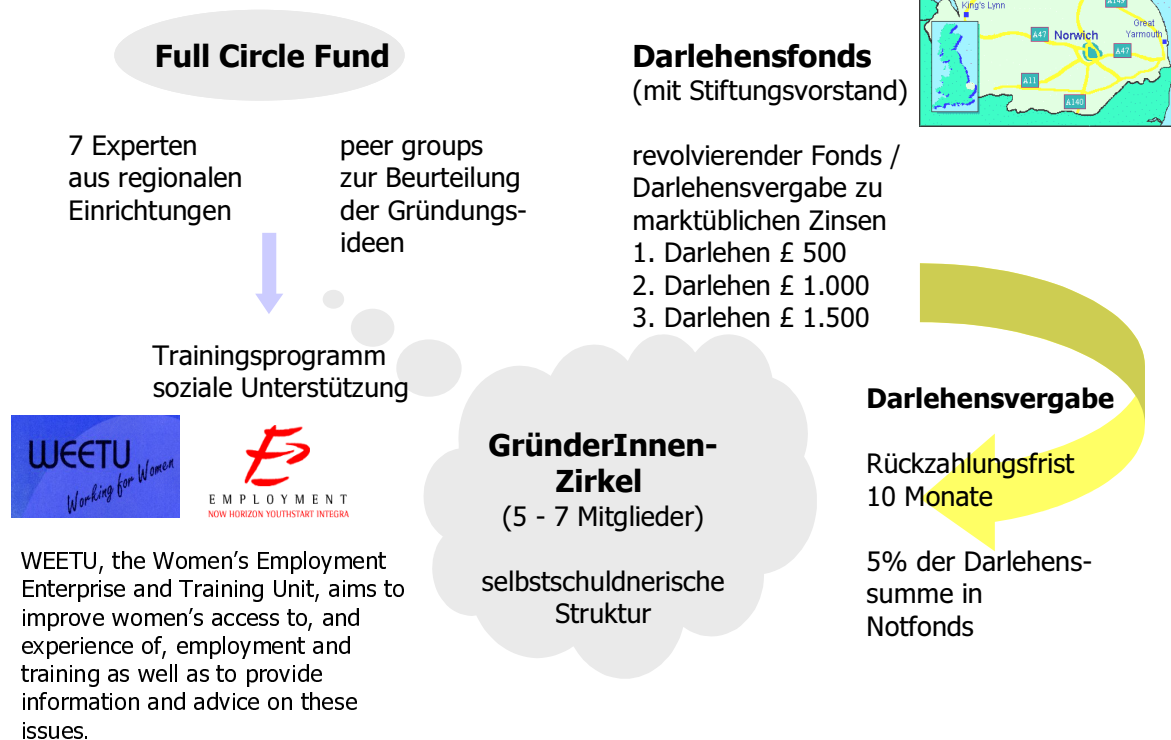 Full Circle Fund
7 Experten
aus regionalen
Einrichtungen
peer groups
zur Beurteilung
der Gründungs-
ideen
Trainingsprogramm
soziale Unterstützung
WEETU
Working for Women
EMPLOYMENT
NOW HORIZON YOUTHSTART INTEGRA
WEETU, the Women’s Employment
Enterprise and Training Unit, aims to
improve women’s access to, and
experience of, employment and
training as well as to provide
information and advice on these
issues.
GründerInnen-
Zirkel
(5 - 7 Mitglieder)
selbstschuldnerische
Struktur
Darlehensfonds
(mit Stiftungsvorstand)
revolvierender Fonds /
Darlehensvergabe zu
marktüblichen Zinsen
1. Darlehen £ 500
2. Darlehen £ 1.000
3. Darlehen £ 1.500
King's Lynn
A149
Great
Yarmouth
A47
Norwich
A47
A11
A140
Darlehensvergabe
Rückzahlungsfrist
10 Monate
5% der Darlehens-
summe in
Notfonds